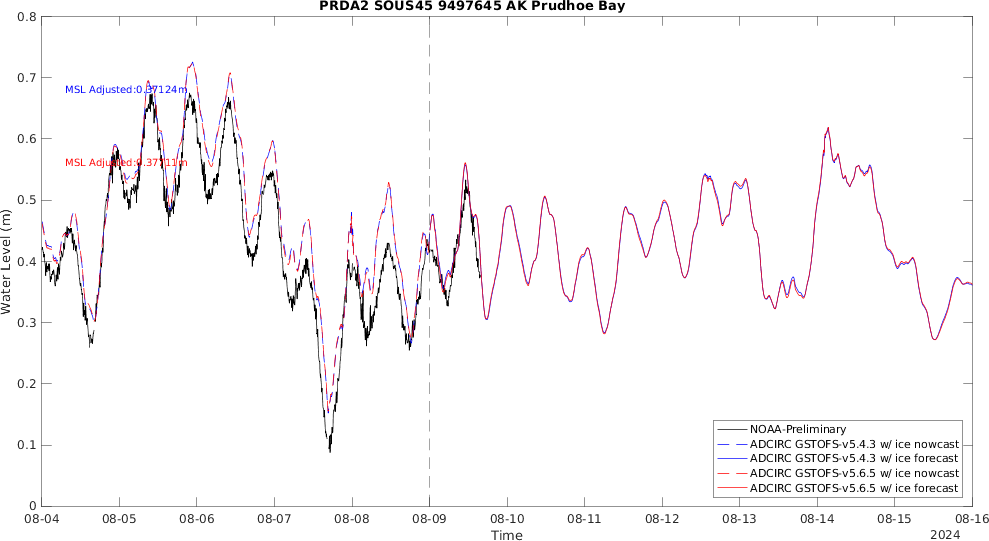 PRDA2 SOUS45 9497645 AK Prudhoe Bay
0.8
0.7
0.6
0.5
0.4
0.3
0.2
0.1
0
Water Level (m)
MSL Adjusted:0.37124m
MSL Adjusted:0.37711m
NOAA-Preliminary
ADCIRC GSTOFS-v5.4.3 w/ ice nowcast
ADCIRC GSTOFS-v5.4.3 w/ ice forecast
ADCIRC GSTOFS-v5.6.5 w/ ice nowcast
ADCIRC GSTOFS-v5.6.5 w/ ice forecast
08-04 08-05 08-06 08-07 08-08 08-09 08-10 08-11 08-12 08-13 08-14 08-15 08-16
Time
2024